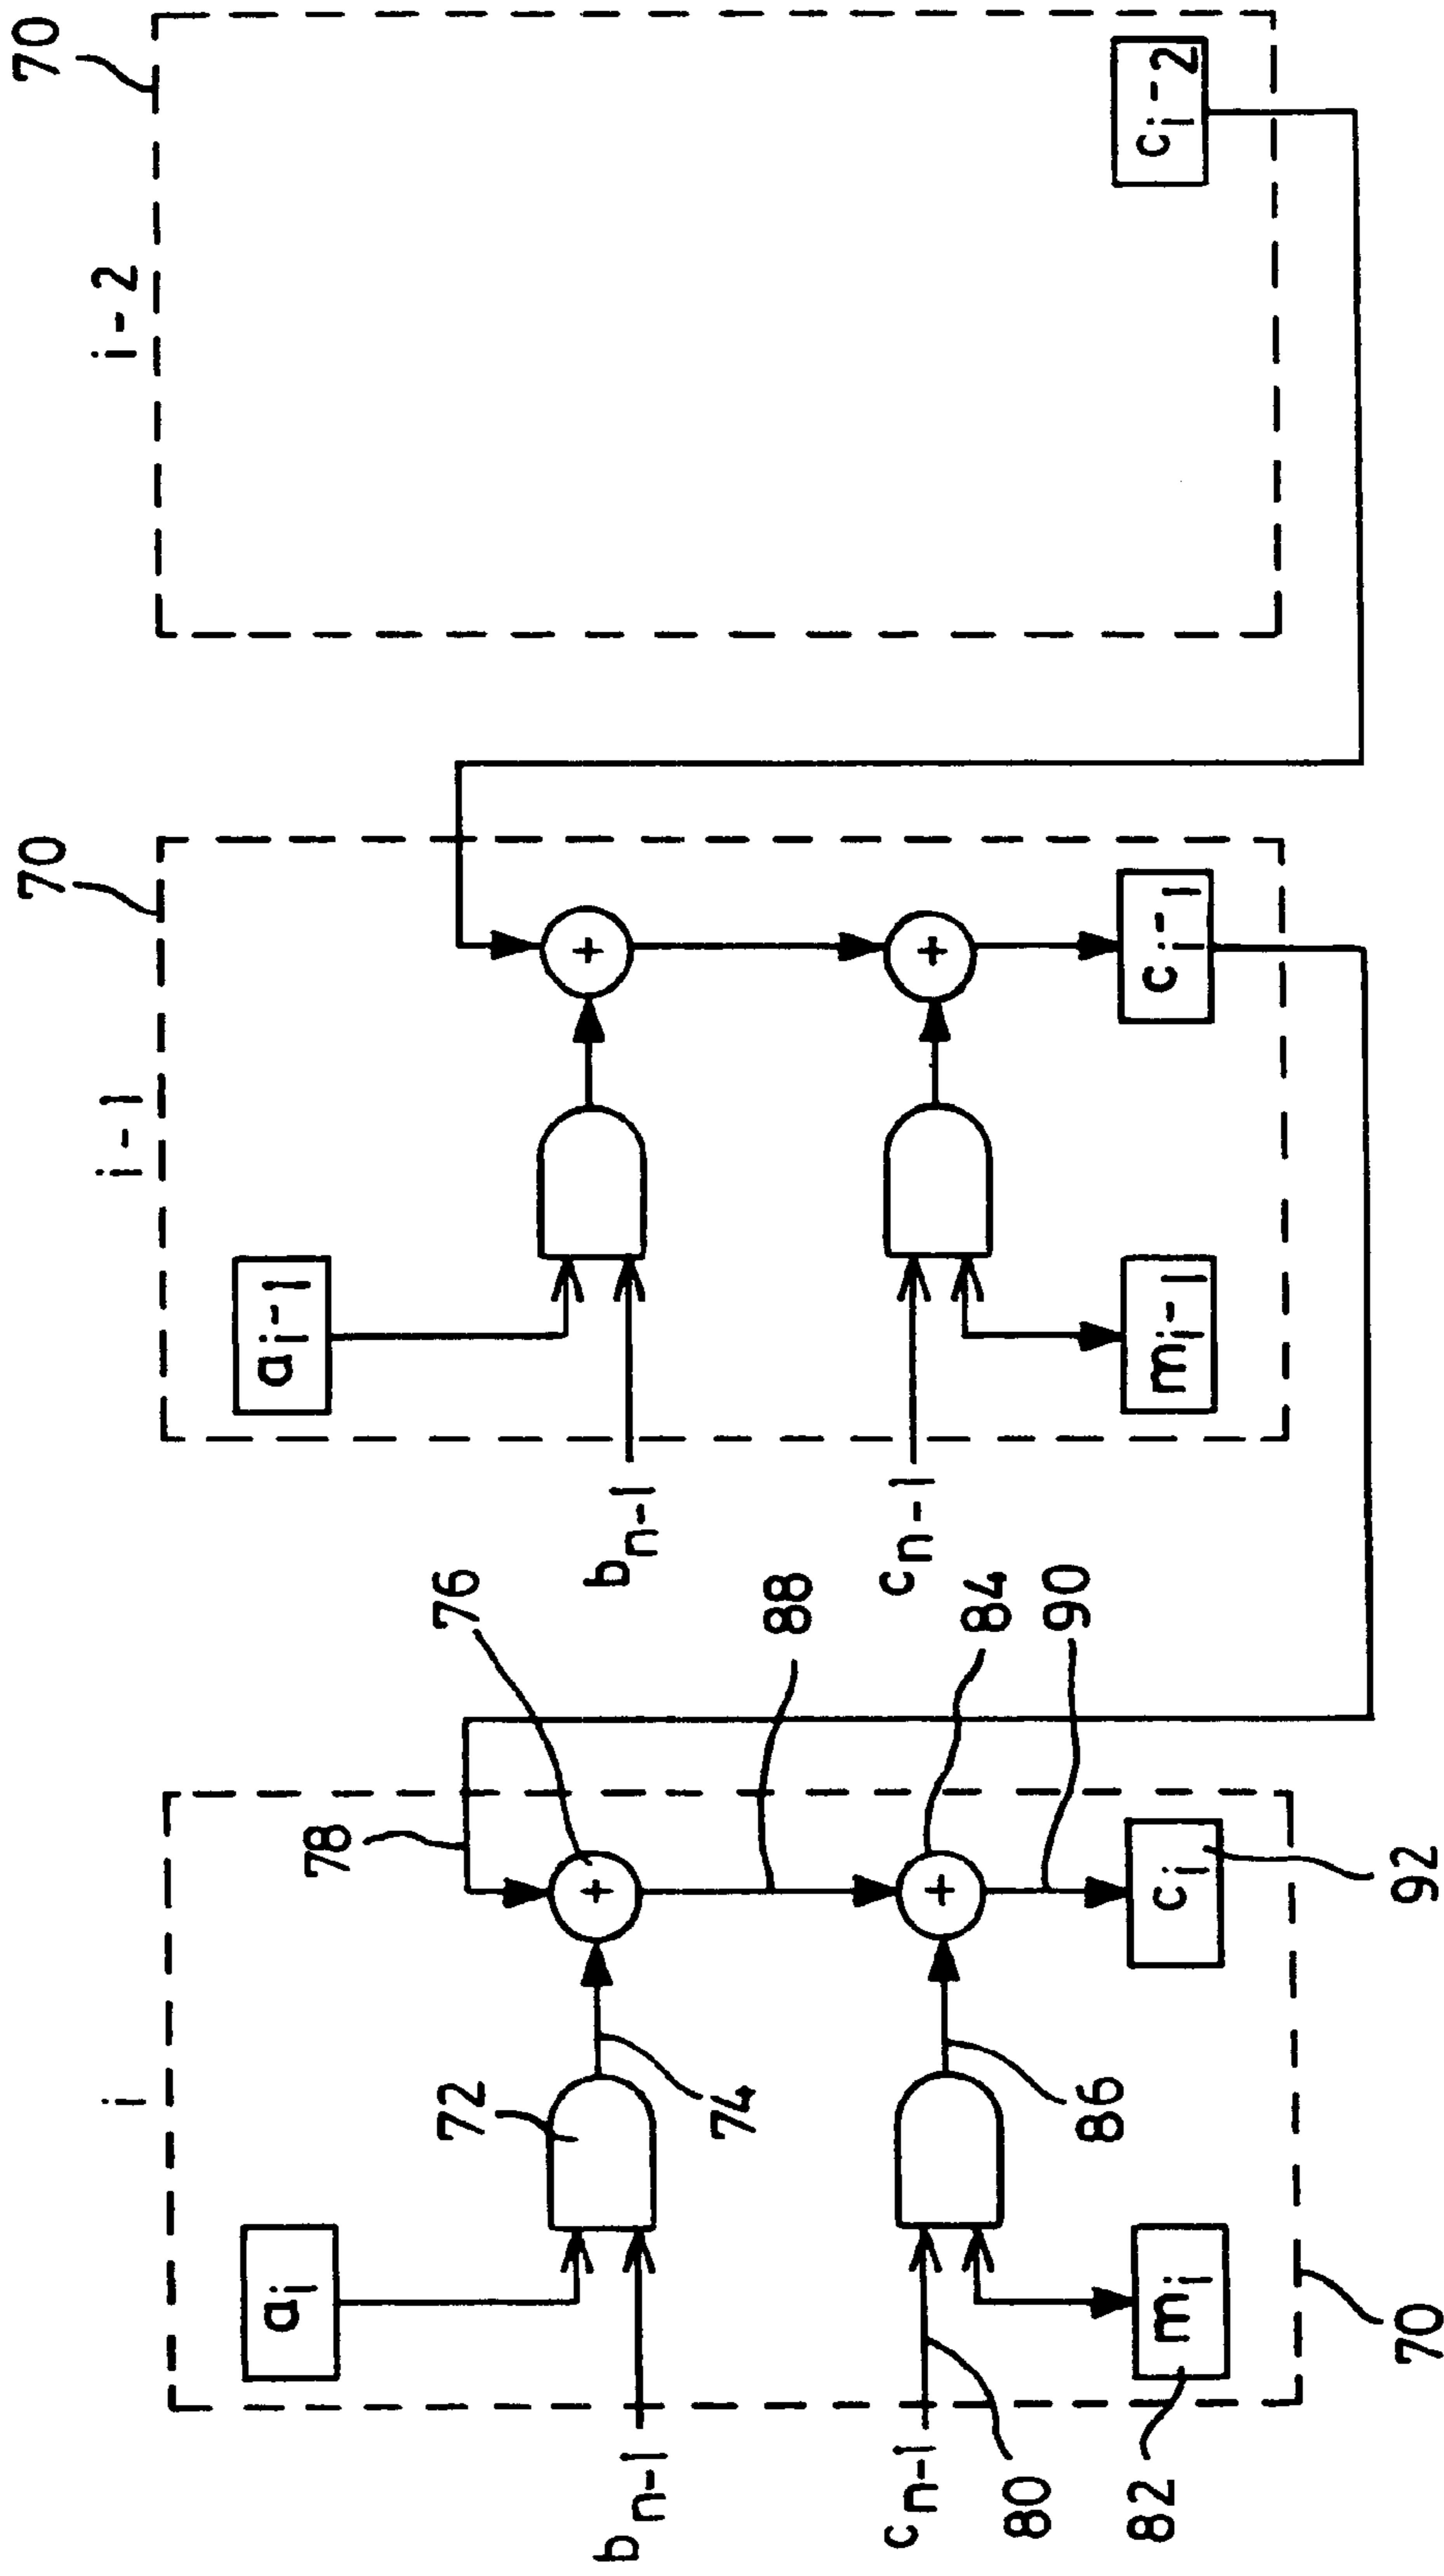 i
i-1
i-2
70
70
78
76
a_i
a_{i-1}
72
74
b_{n-1}
b_{n-1}
+
+
88
c_{n-1}
c_{n-1}
+
+
84
80
86
90
82
m_i
c_i
m_{i-1}
c_{i-1}
c_{i-2}
70
92